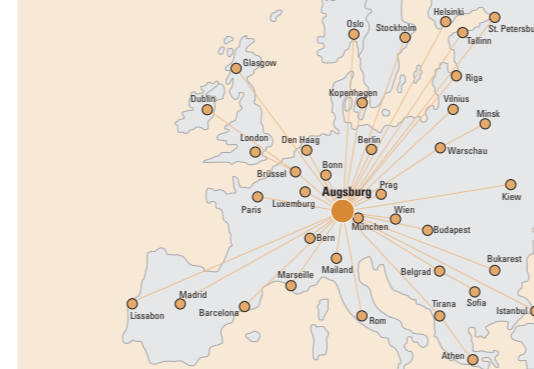 Helsinki
Oslo
Stockholm
St. Petersbu
Tallinn
Glasgow
Riga
Kopenhagen
Dublin
Vilnius
Minsk
London
Den Haag
Berlin
Warschau
Brüssel
Bonn
Augsburg
Prag
Kiew
Luxemburg
Paris
Wien
München
Budapest
Bern
Mailand
Bukarest
Belgrad
Marseille
Madrid
Sofia
Lissabon
Barcelona
Tirana
Istanbul
Rom
Athen